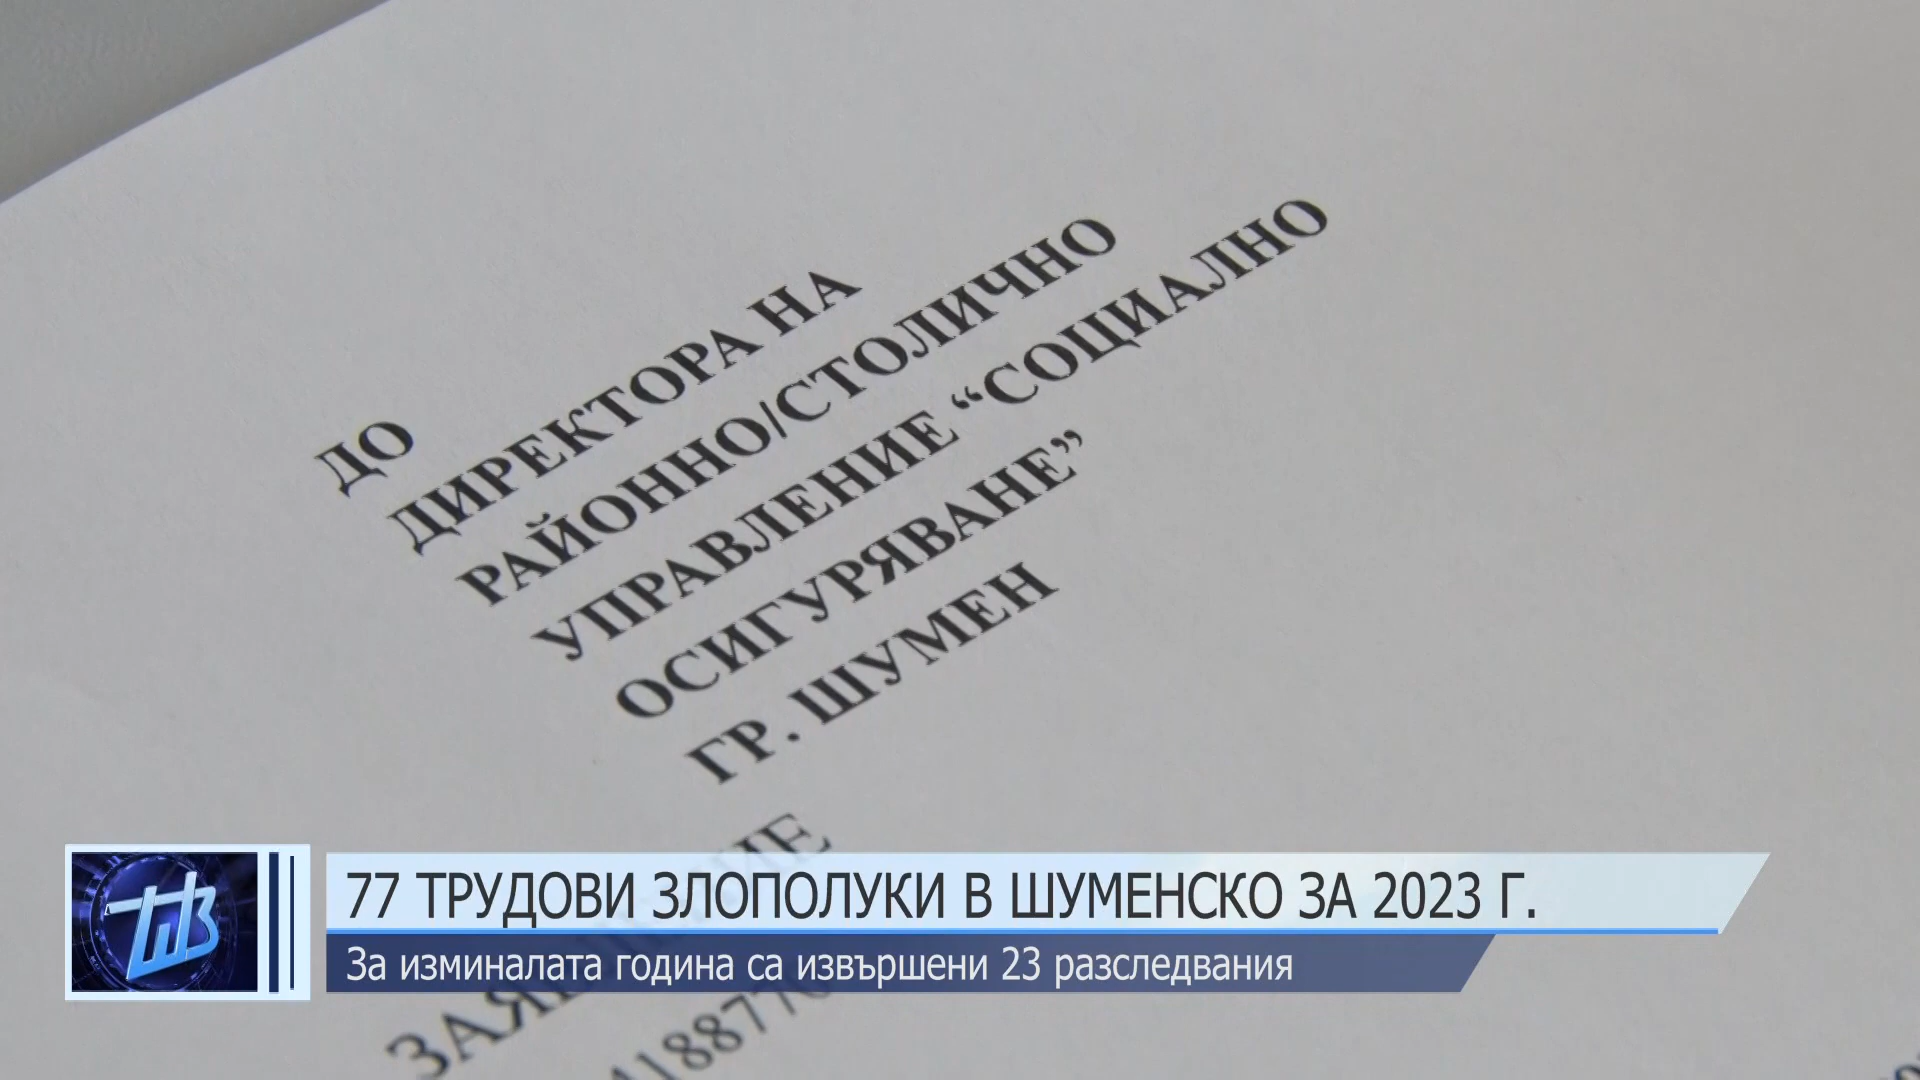 ДО
ДИРЕКТОРА НА
РАЙОННО/СТОЛИЧНО
УПРАВЛЕНИЕ “СОЦИАЛНО
ОСИГУРЯВАНЕ”
ГР. ШУМЕН
77 ТРУДОВИ ЗЛОПОЛУКИ В ШУМЕНСКО ЗА 2023 Г.
За изминалата година са извършени 23 разследвания